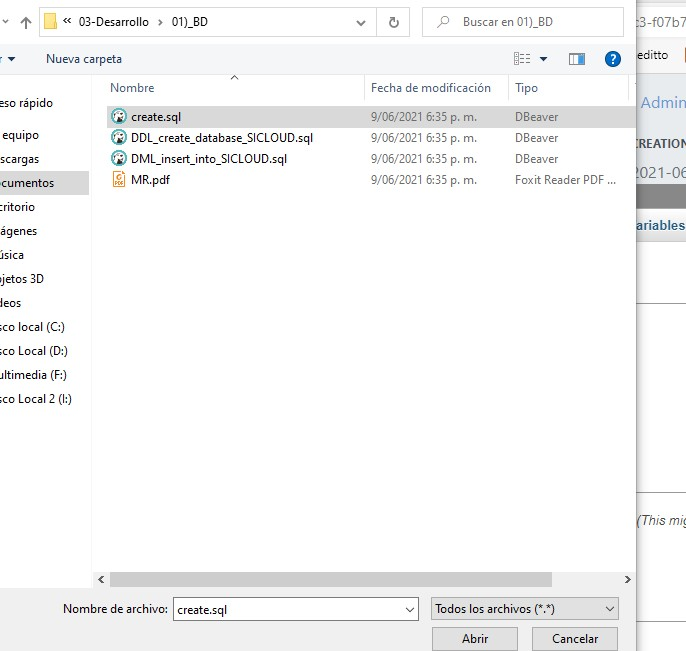 « 03-Desarrollo > 01)_BD
Buscar en 01)_BD
Nueva carpeta
Nombre
Fecha de modificación
Tipo
eso rápido
equipo
scargas
ocumentos
critorio
ágenes
úsica
ojetos 3D
deos
sco local (C:)
sco Local (D:)
ultimedia (F:)
sco Local 2 (I:)
create.sql 9/06/2021 6:35 p. m. DBeaver
DDL_create_database_SICLOUD.sql 9/06/2021 6:35 p. m. DBeaver
DML_insert_into_SICLOUD.sql 9/06/2021 6:35 p. m. DBeaver
MR.pdf 9/06/2021 6:35 p. m. Foxit Reader PDF ...
Nombre de archivo: create.sql
Todos los archivos (*.*)
Abrir
Cancelar
c3-f07b7
editto
Admin
REATION
2021-06
ariables
(This mig